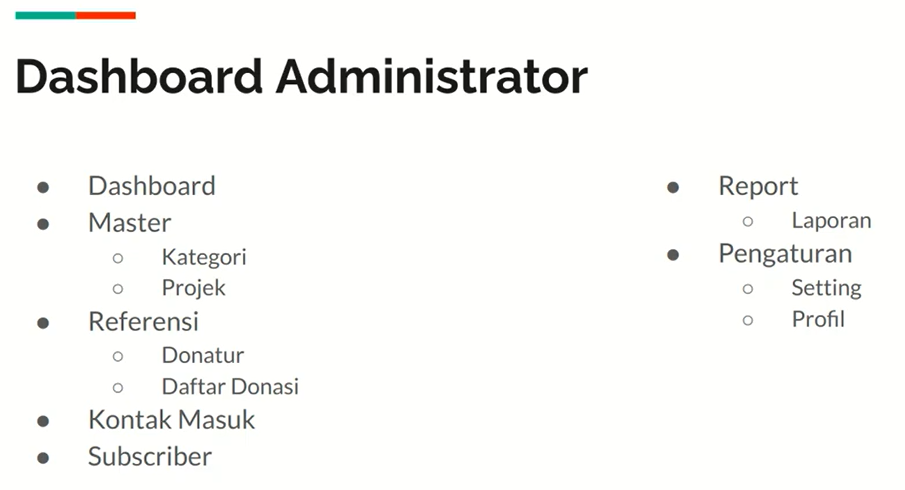 Dashboard Administrator
● Dashboard
● Master
○ Kategori
○ Projek
● Referensi
○ Donatur
○ Daftar Donasi
● Kontak Masuk
● Subscriber
● Report
○ Laporan
● Pengaturan
○ Setting
○ Profil